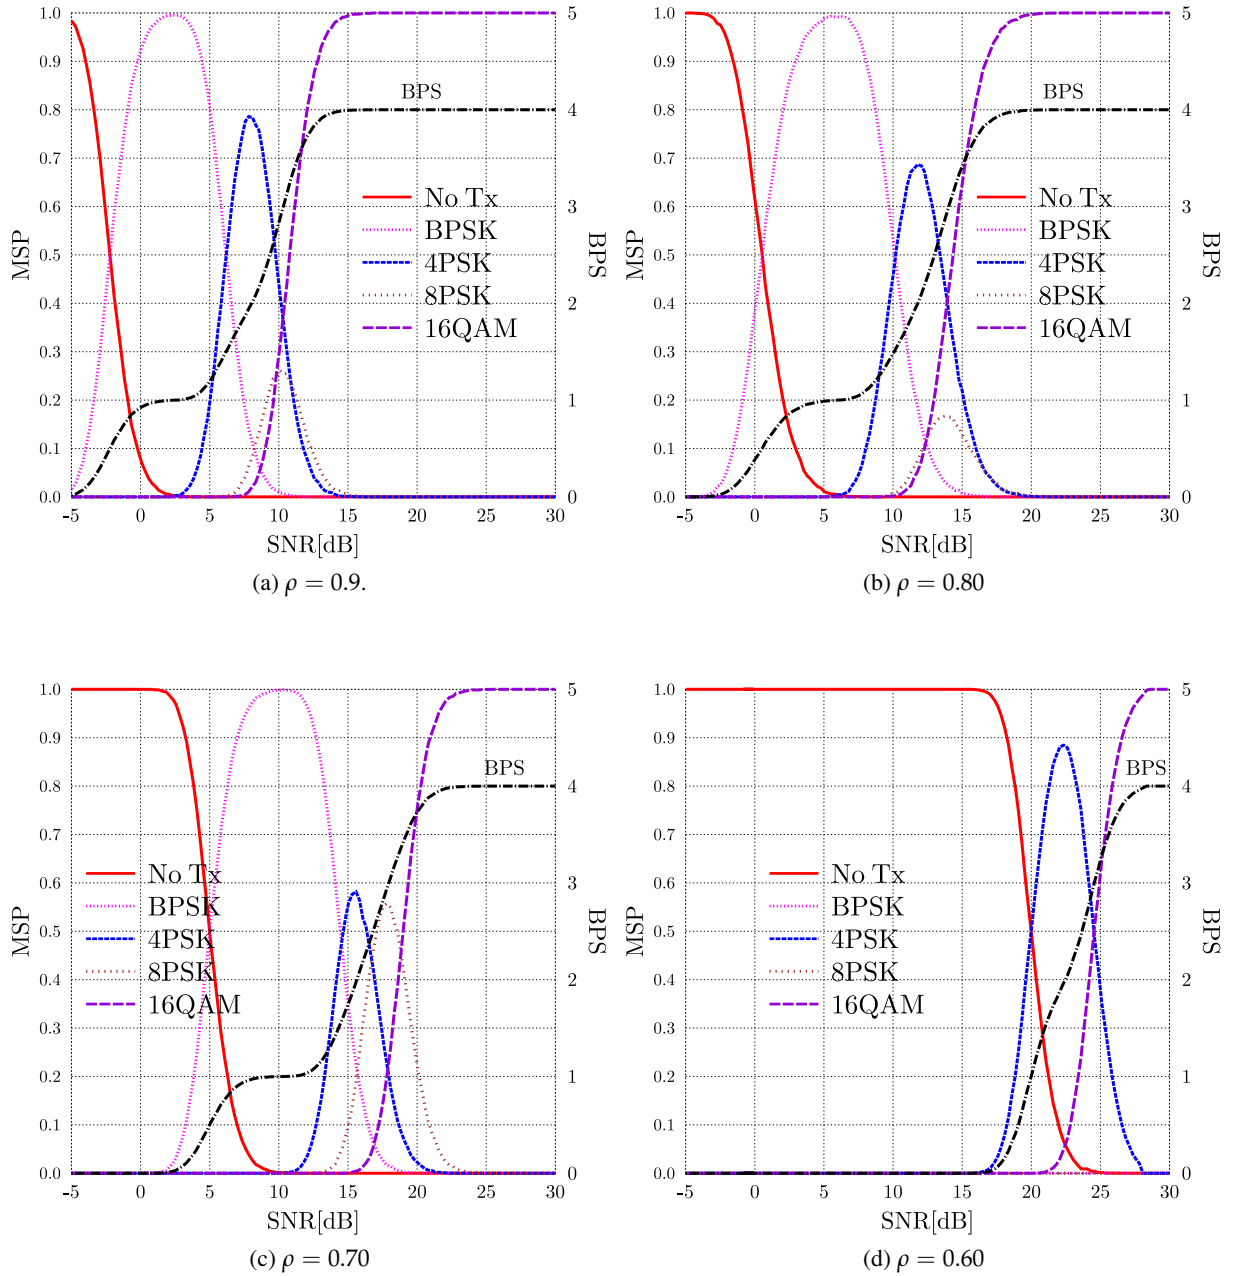 1.0
0.9
0.8
0.7
0.6
0.5
0.4
0.3
0.2
0.1
0.0
MSP
-5 0 5 10 15 20 25 30
SNR[dB]
5
4
3
2
1
0
BPS
BPS
No Tx
BPSK
4PSK
8PSK
16QAM
(a) ρ = 0.9.
1.0
0.9
0.8
0.7
0.6
0.5
0.4
0.3
0.2
0.1
0.0
MSP
-5 0 5 10 15 20 25 30
SNR[dB]
5
4
3
2
1
0
BPS
BPS
No Tx
BPSK
4PSK
8PSK
16QAM
(b) ρ = 0.80
1.0
0.9
0.8
0.7
0.6
0.5
0.4
0.3
0.2
0.1
0.0
MSP
-5 0 5 10 15 20 25 30
SNR[dB]
5
4
3
2
1
0
BPS
BPS
No Tx
BPSK
4PSK
8PSK
16QAM
(c) ρ = 0.70
1.0
0.9
0.8
0.7
0.6
0.5
0.4
0.3
0.2
0.1
0.0
MSP
-5 0 5 10 15 20 25 30
SNR[dB]
5
4
3
2
1
0
BPS
BPS
No Tx
BPSK
4PSK
8PSK
16QAM
(d) ρ = 0.60